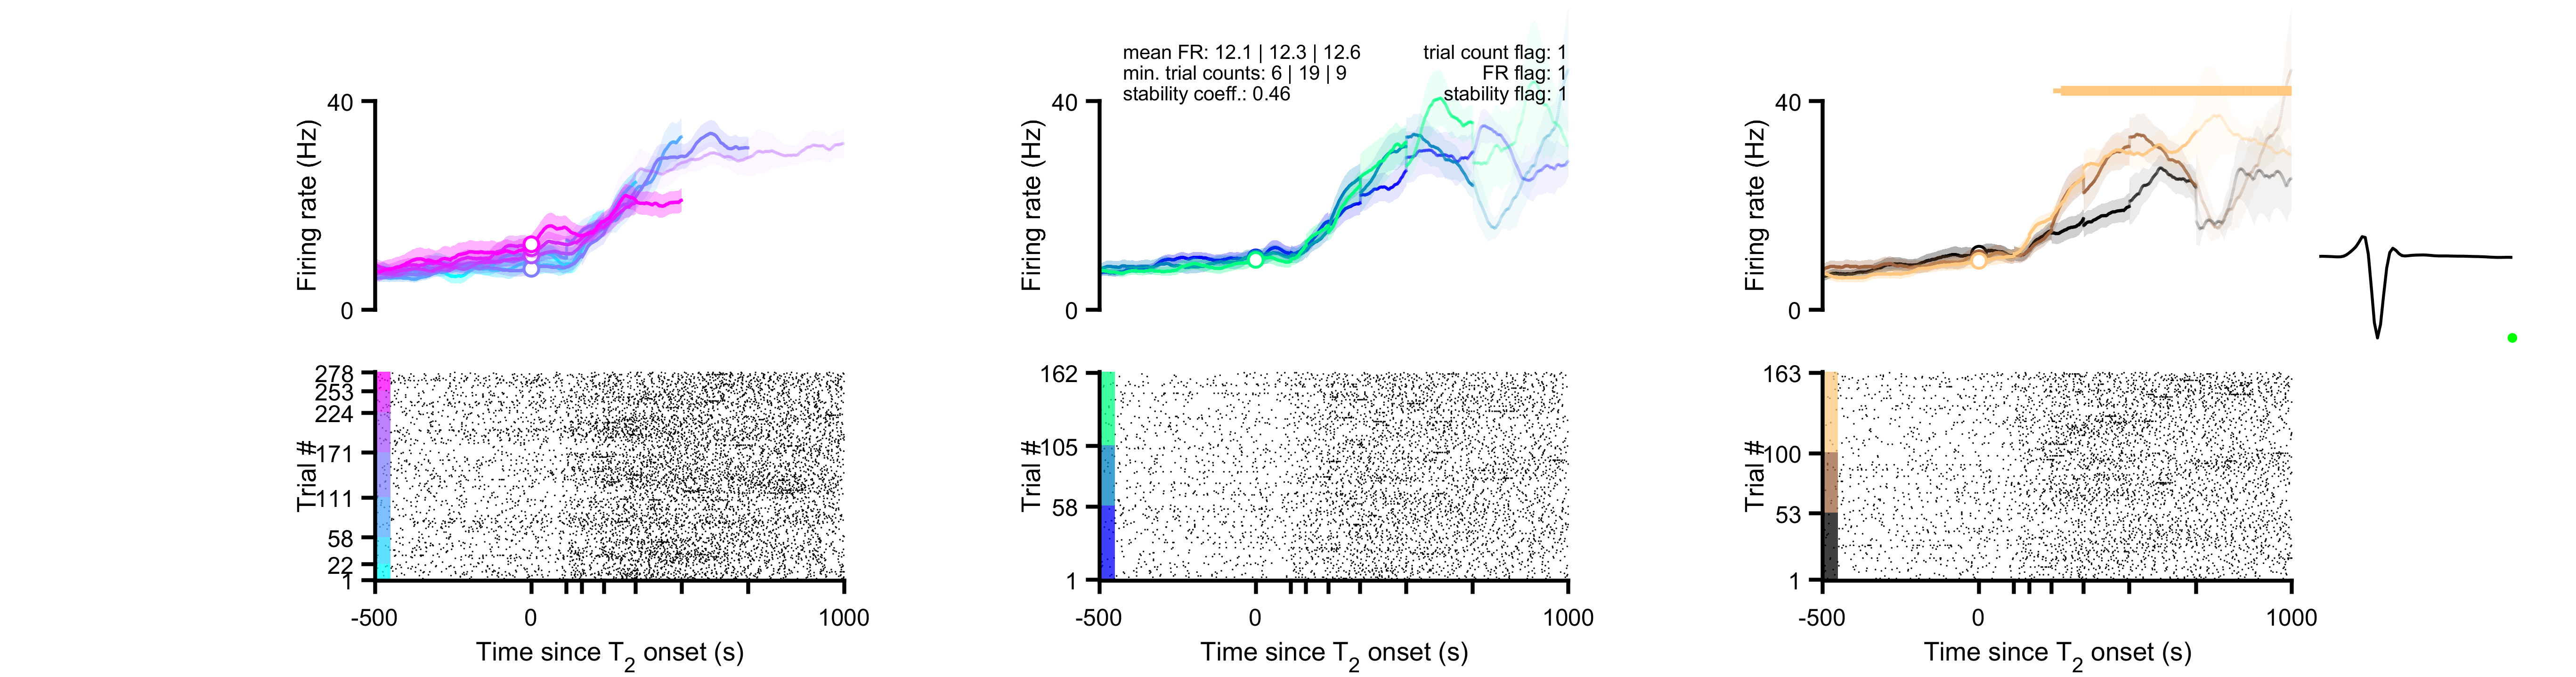 40
0
Firing rate (Hz)
278
253
224
171
111
58
22
1
Trial #
-500
0
1000
Time since T2 onset (s)
mean FR: 12.1 | 12.3 | 12.6
min. trial counts: 6 | 19 | 9
stability coeff.: 0.46
trial count flag: 1
FR flag: 1
stability flag: 1
40
0
Firing rate (Hz)
162
105
58
1
Trial #
-500
0
1000
Time since T2 onset (s)
40
0
Firing rate (Hz)
163
100
53
1
Trial #
-500
0
1000
Time since T2 onset (s)